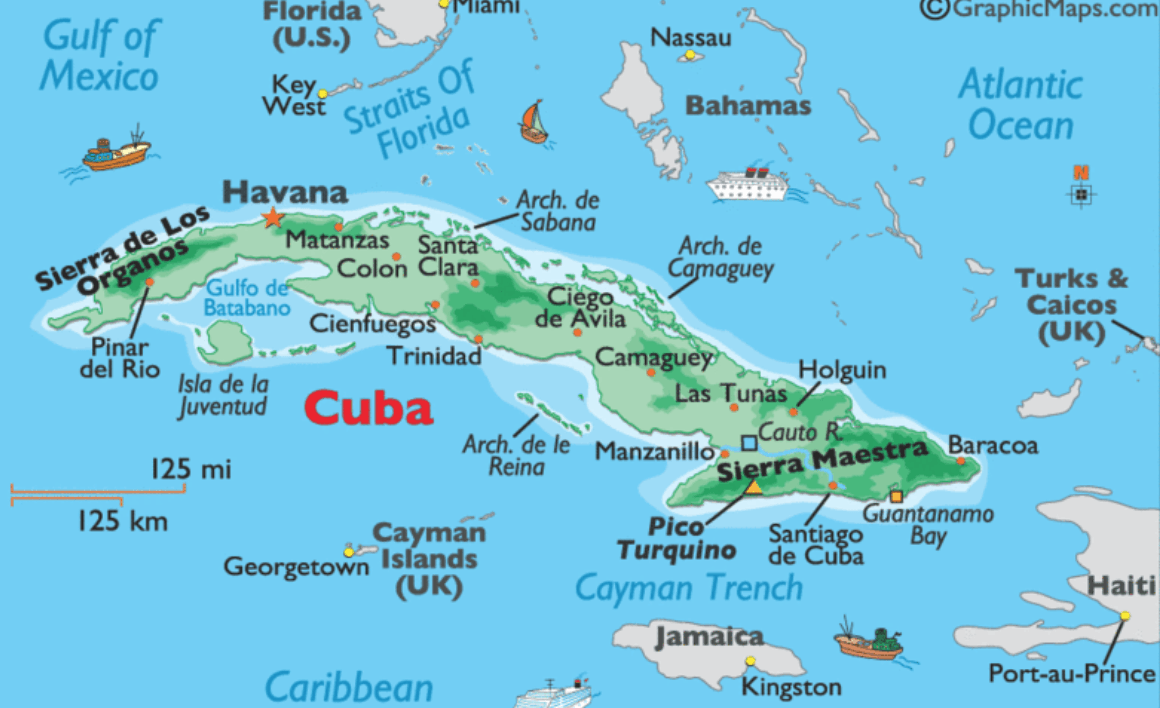 Florida
(U.S.)
Miami
©GraphicMaps.com
Gulf of
Mexico
Key
West
Straits Of
Florida
Nassau
Bahamas
Atlantic
Ocean
N
Havana
Sierra de Los
Organos
Matanzas
Colon
Santa
Clara
Arch. de
Sabana
Arch. de
Camaguey
Gulfo de
Batabano
Cienfuegos
Trinidad
Ciego
de Avila
Turks &
Caicos
(UK)
Pinar
del Rio
Isla de la
Juventud
Cuba
Camaguey
Las Tunas
Holguin
Arch. de le
Reina
Manzanillo
Cauto R.
Sierra Maestra
Baracoa
125 mi
125 km
Pico
Turquino
Santiago
de Cuba
Guantanamo
Bay
Cayman
Islands
(UK)
Georgetown
Cayman Trench
Haiti
Jamaica
Kingston
Port-au-Prince
Caribbean